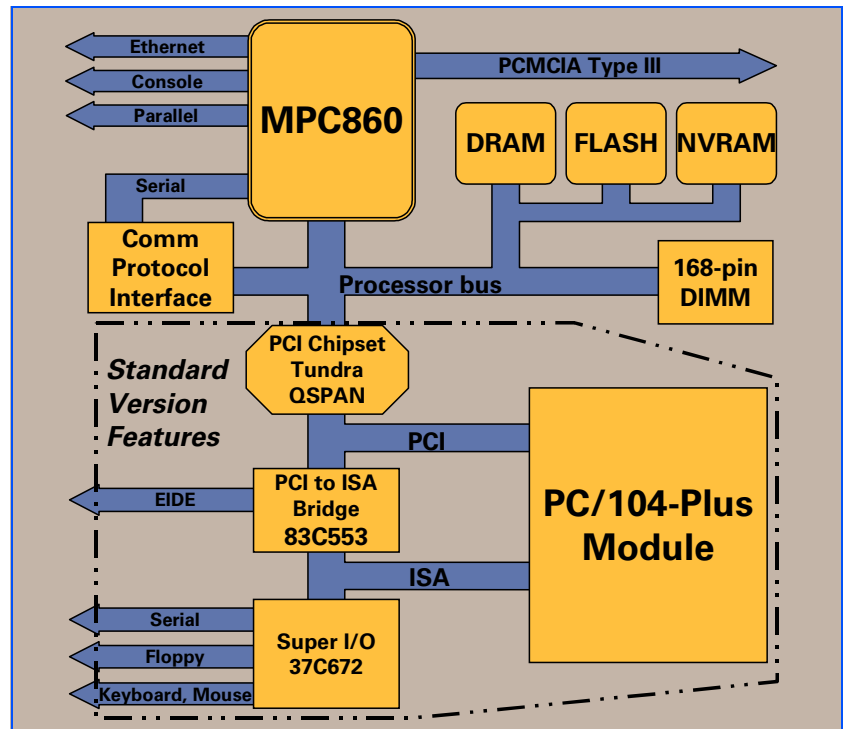 Ethernet
Console
Parallel
MPC860
PCMCIA Type III
DRAM
FLASH
NVRAM
Serial
Comm
Protocol
Interface
Processor bus
168-pin
DIMM
Standard
Version
Features
PCI Chipset
Tundra
QSPAN
PCI
EIDE
PCI to ISA
Bridge
83C553
PC/104-Plus
Module
ISA
Serial
Floppy
Keyboard, Mouse
Super I/O
37C672